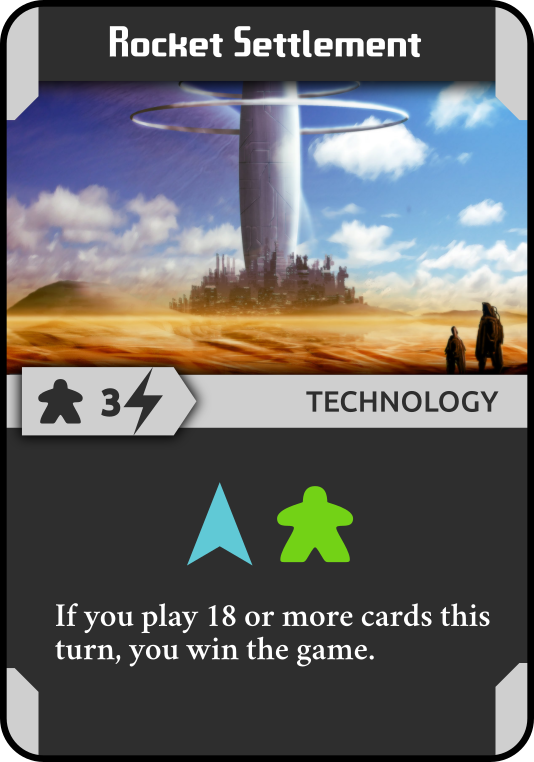 Rocket Settlement
3
TECHNOLOGY
If you play 18 or more cards this
turn, you win the game.